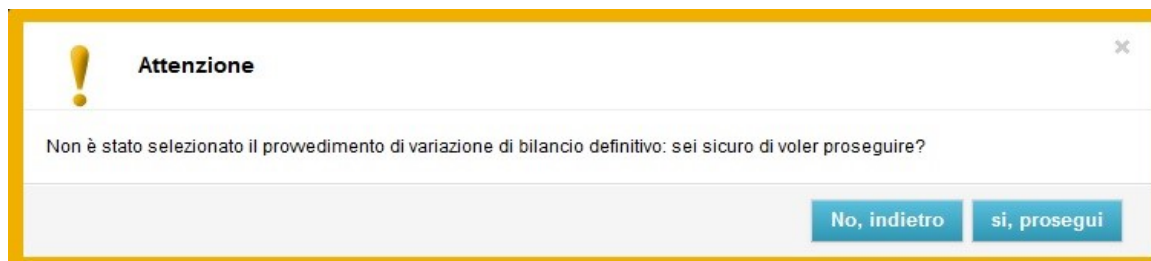 Attenzione
Non è stato selezionato il provvedimento di variazione di bilancio definitivo: sei sicuro di voler proseguire?
No, indietro
si, prosegui